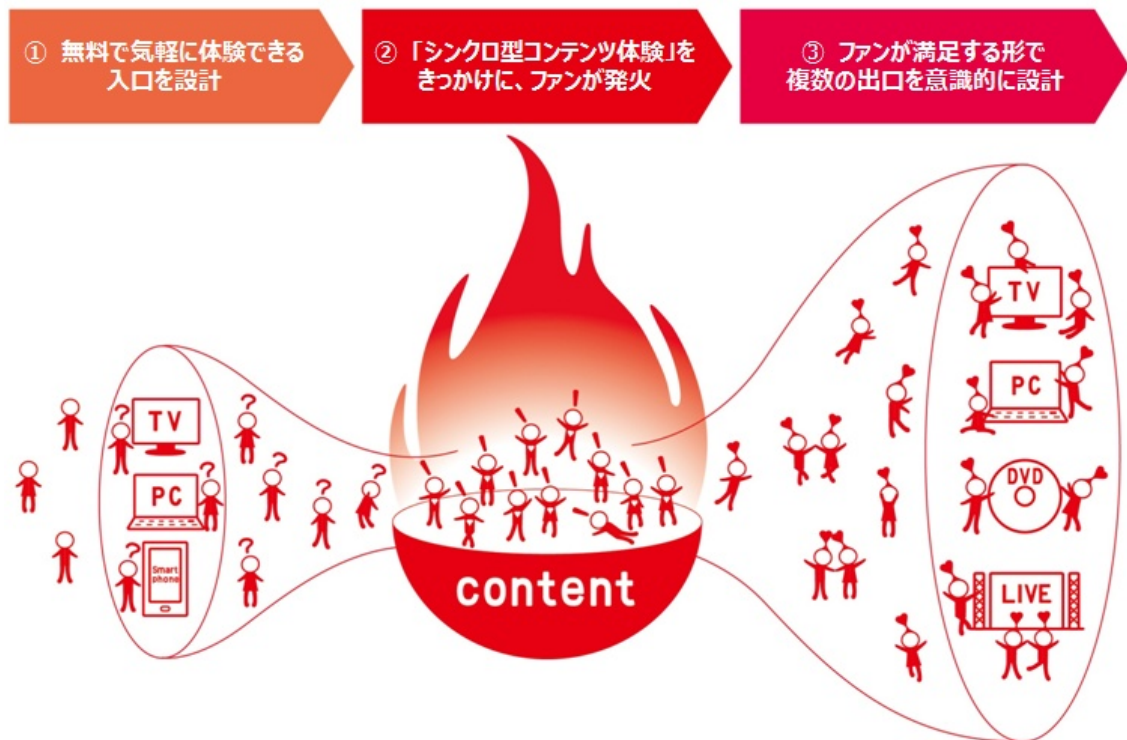 ① 無料で気軽に体験できる
入口を設計
② 「シンクロ型コンテンツ体験」を
きっかけに、ファンが発火
③ ファンが満足する形で
複数の出口を意識的に設計
TV
PC
Smart
phone
content
TV
PC
DVD
LIVE